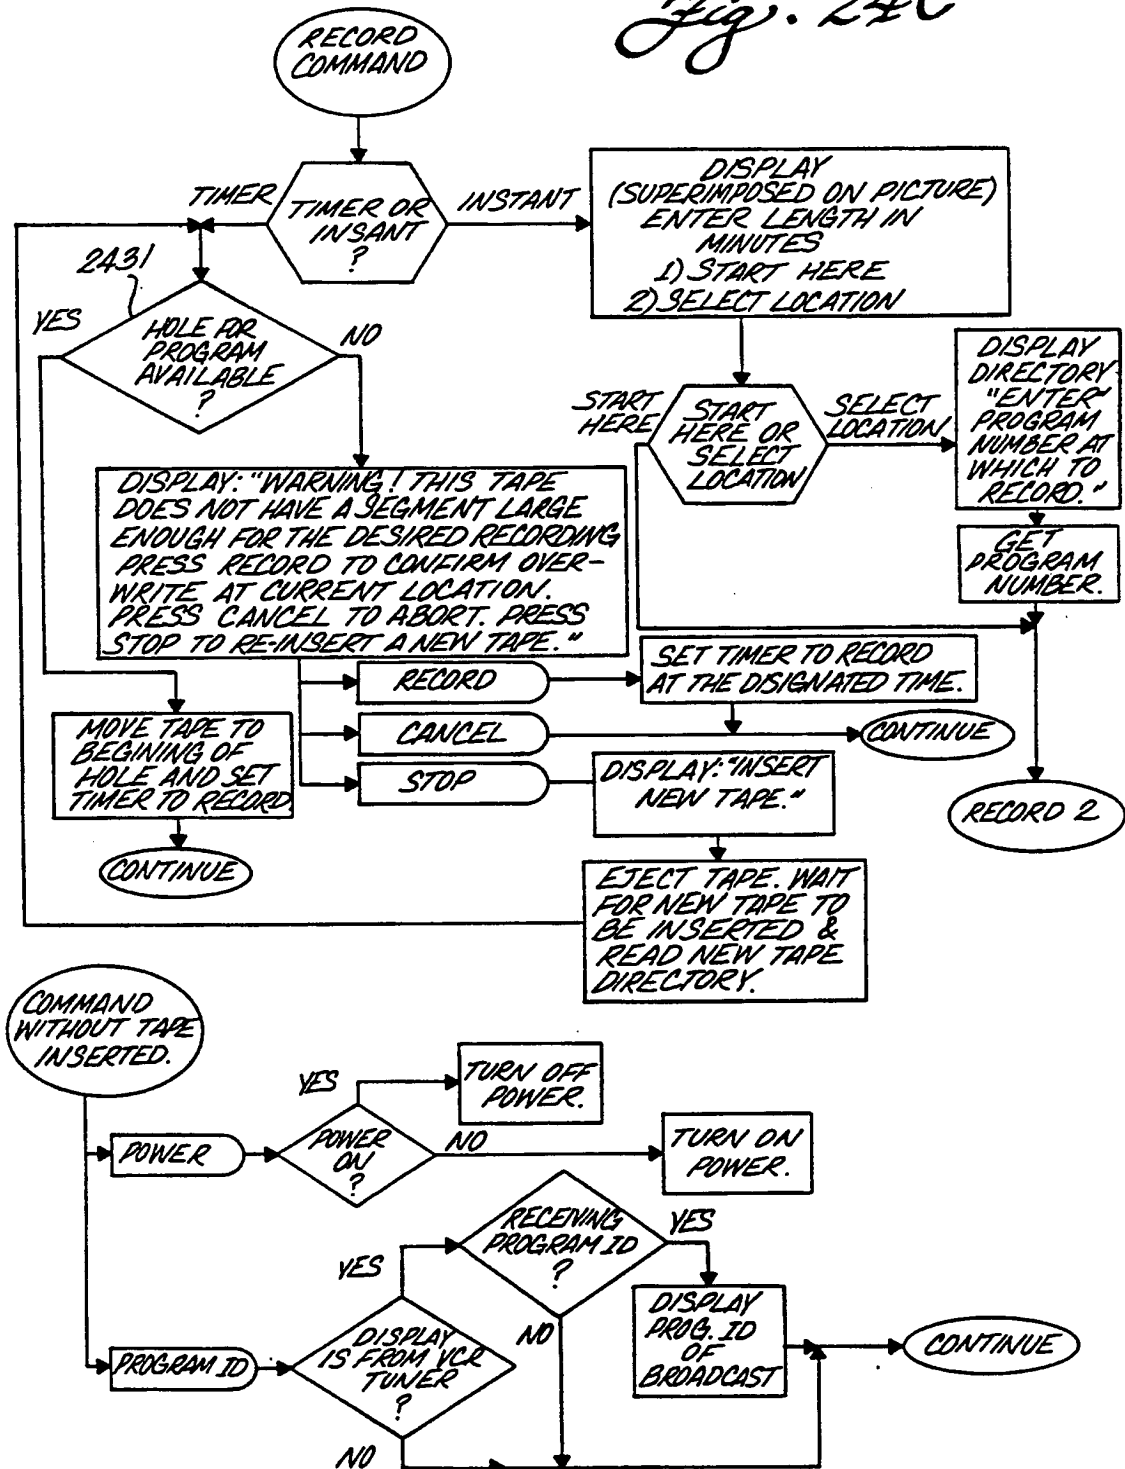 Fig. 24C
RECORD
COMMAND
TIMER
TIMER OR
INSANT
?
INSTANT
DISPLAY
(SUPERIMPOSED ON PICTURE)
ENTER LENGTH IN
MINUTES
1) START HERE
2) SELECT LOCATION
2431
YES
HOLE FOR
PROGRAM
AVAILABLE
?
NO
START
HERE
START
HERE OR
SELECT
LOCATION
SELECT
LOCATION
DISPLAY
DIRECTORY
"ENTER"
PROGRAM
NUMBER AT
WHICH TO
RECORD."
GET
PROGRAM
NUMBER.
DISPLAY: "WARNING! THIS TAPE
DOES NOT HAVE A SEGMENT LARGE
ENOUGH FOR THE DESIRED RECORDING
PRESS RECORD TO CONFIRM OVER-
WRITE AT CURRENT LOCATION.
PRESS CANCEL TO ABORT. PRESS
STOP TO RE-INSERT A NEW TAPE."
RECORD
SET TIMER TO RECORD
AT THE DISIGNATED TIME.
CANCEL
CONTINUE
STOP
DISPLAY: "INSERT
NEW TAPE."
RECORD 2
MOVE TAPE TO
BEGINING OF
HOLE AND SET
TIMER TO RECORD
CONTINUE
EJECT TAPE. WAIT
FOR NEW TAPE TO
BE INSERTED &
READ NEW TAPE
DIRECTORY.
COMMAND
WITHOUT TAPE
INSERTED.
POWER
YES
POWER
ON
?
NO
TURN OFF
POWER.
TURN ON
POWER.
PROGRAM ID
YES
DISPLAY
IS FROM VCR
TUNER
?
NO
RECEIVING
PROGRAM ID
?
YES
NO
DISPLAY
PROG. ID
OF
BROADCAST
CONTINUE